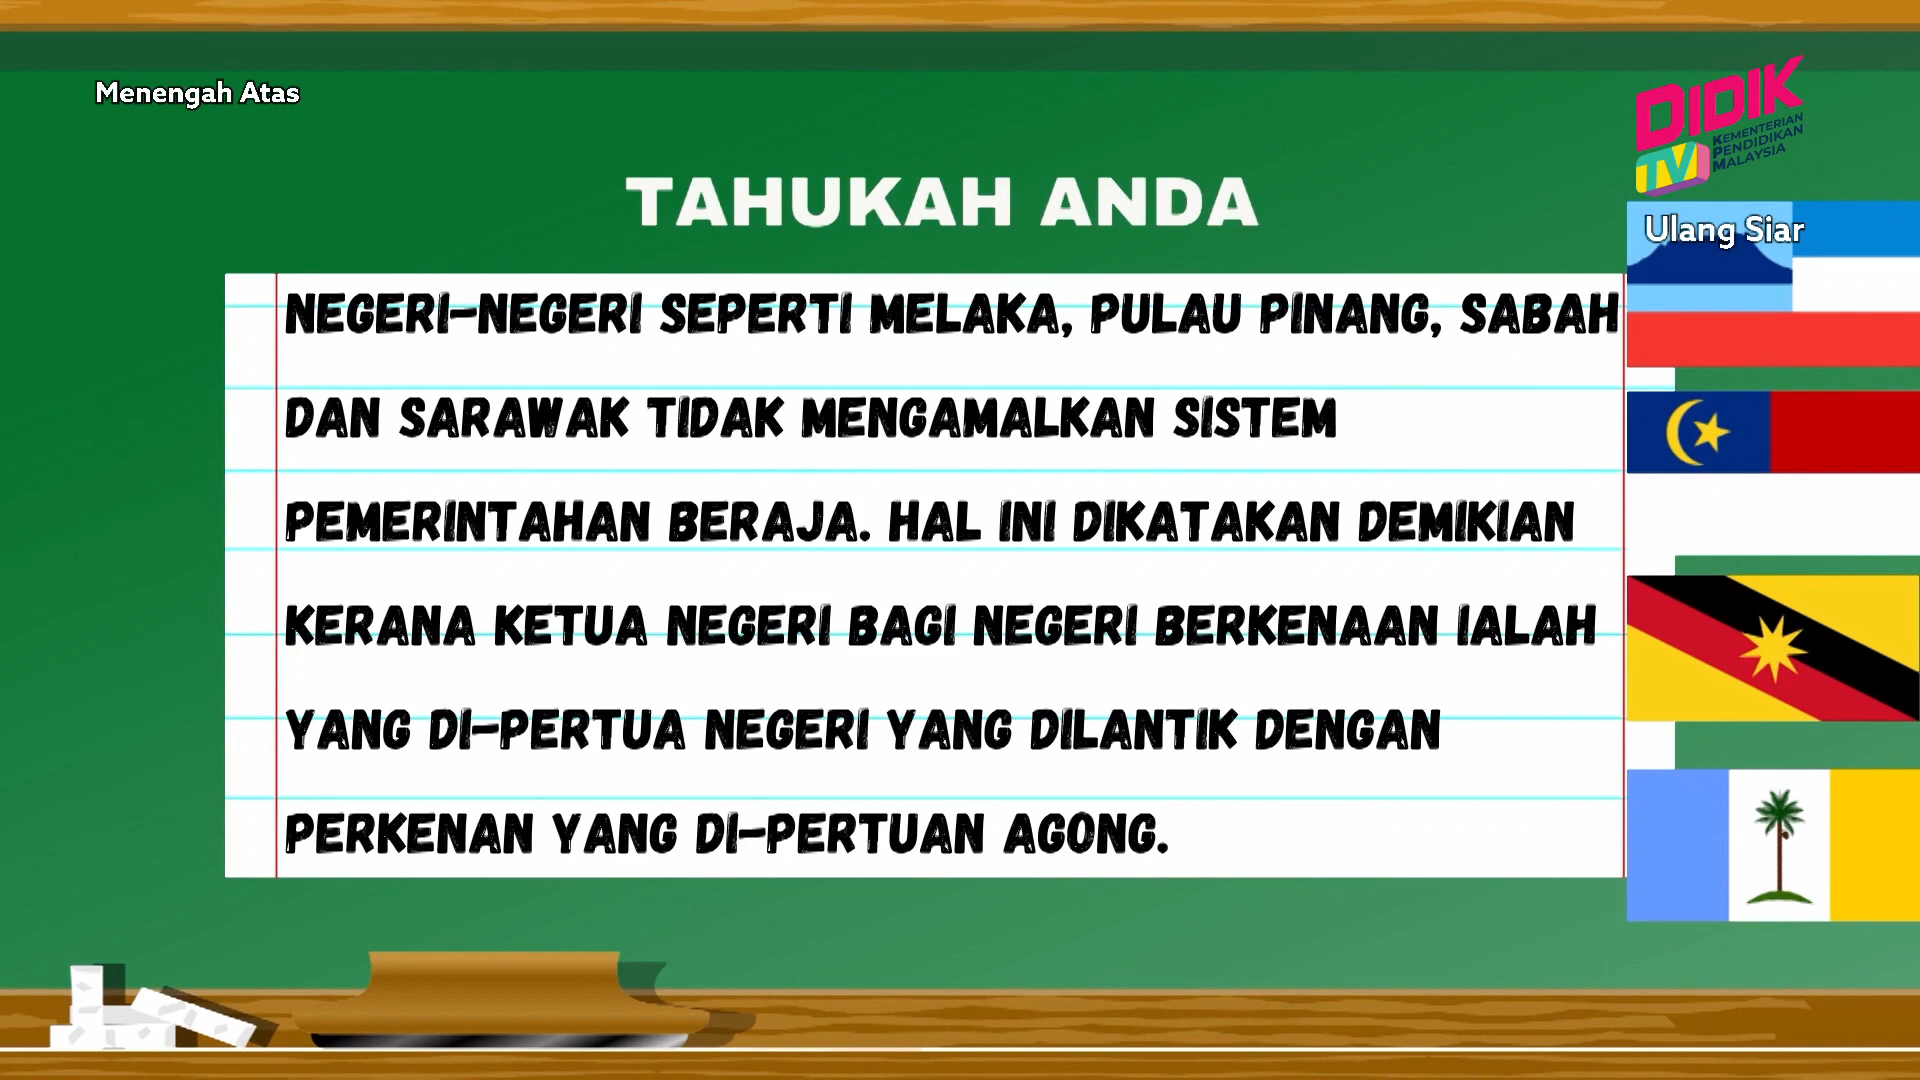 Menengah Atas
DIDIK
TV
KEMENTERIAN
PENDIDIKAN
MALAYSIA
Ulang Siar
TAHUKAH ANDA
NEGERI-NEGERI SEPERTI MELAKA, PULAU PINANG, SABAH
DAN SARAWAK TIDAK MENGAMALKAN SISTEM
PEMERINTAHAN BERAJA. HAL INI DIKATAKAN DEMIKIAN
KERANA KETUA NEGERI BAGI NEGERI BERKENAAN IALAH
YANG DI-PERTUA NEGERI YANG DILANTIK DENGAN
PERKENAN YANG DI-PERTUAN AGONG.